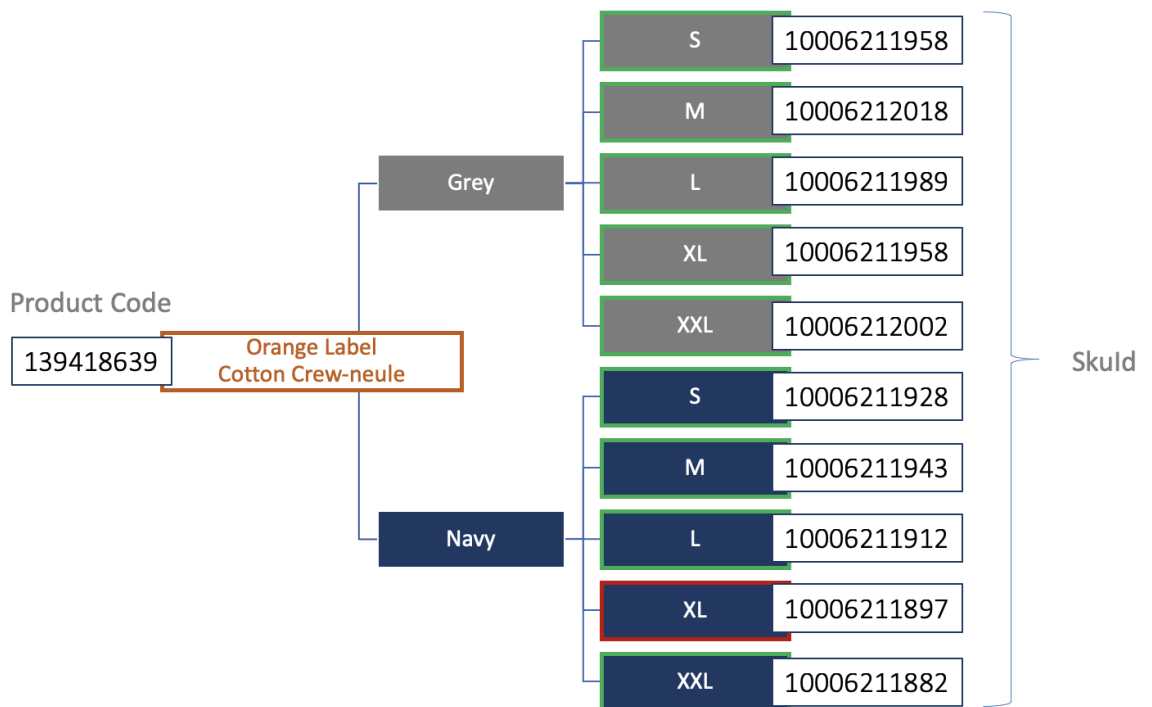 S 10006211958
M 10006212018
Grey L 10006211989
XL 10006211958
Product Code
XXL 10006212002
139418639 Orange Label
Cotton Crew-neule
SkuId
S 10006211928
M 10006211943
Navy L 10006211912
XL 10006211897
XXL 10006211882